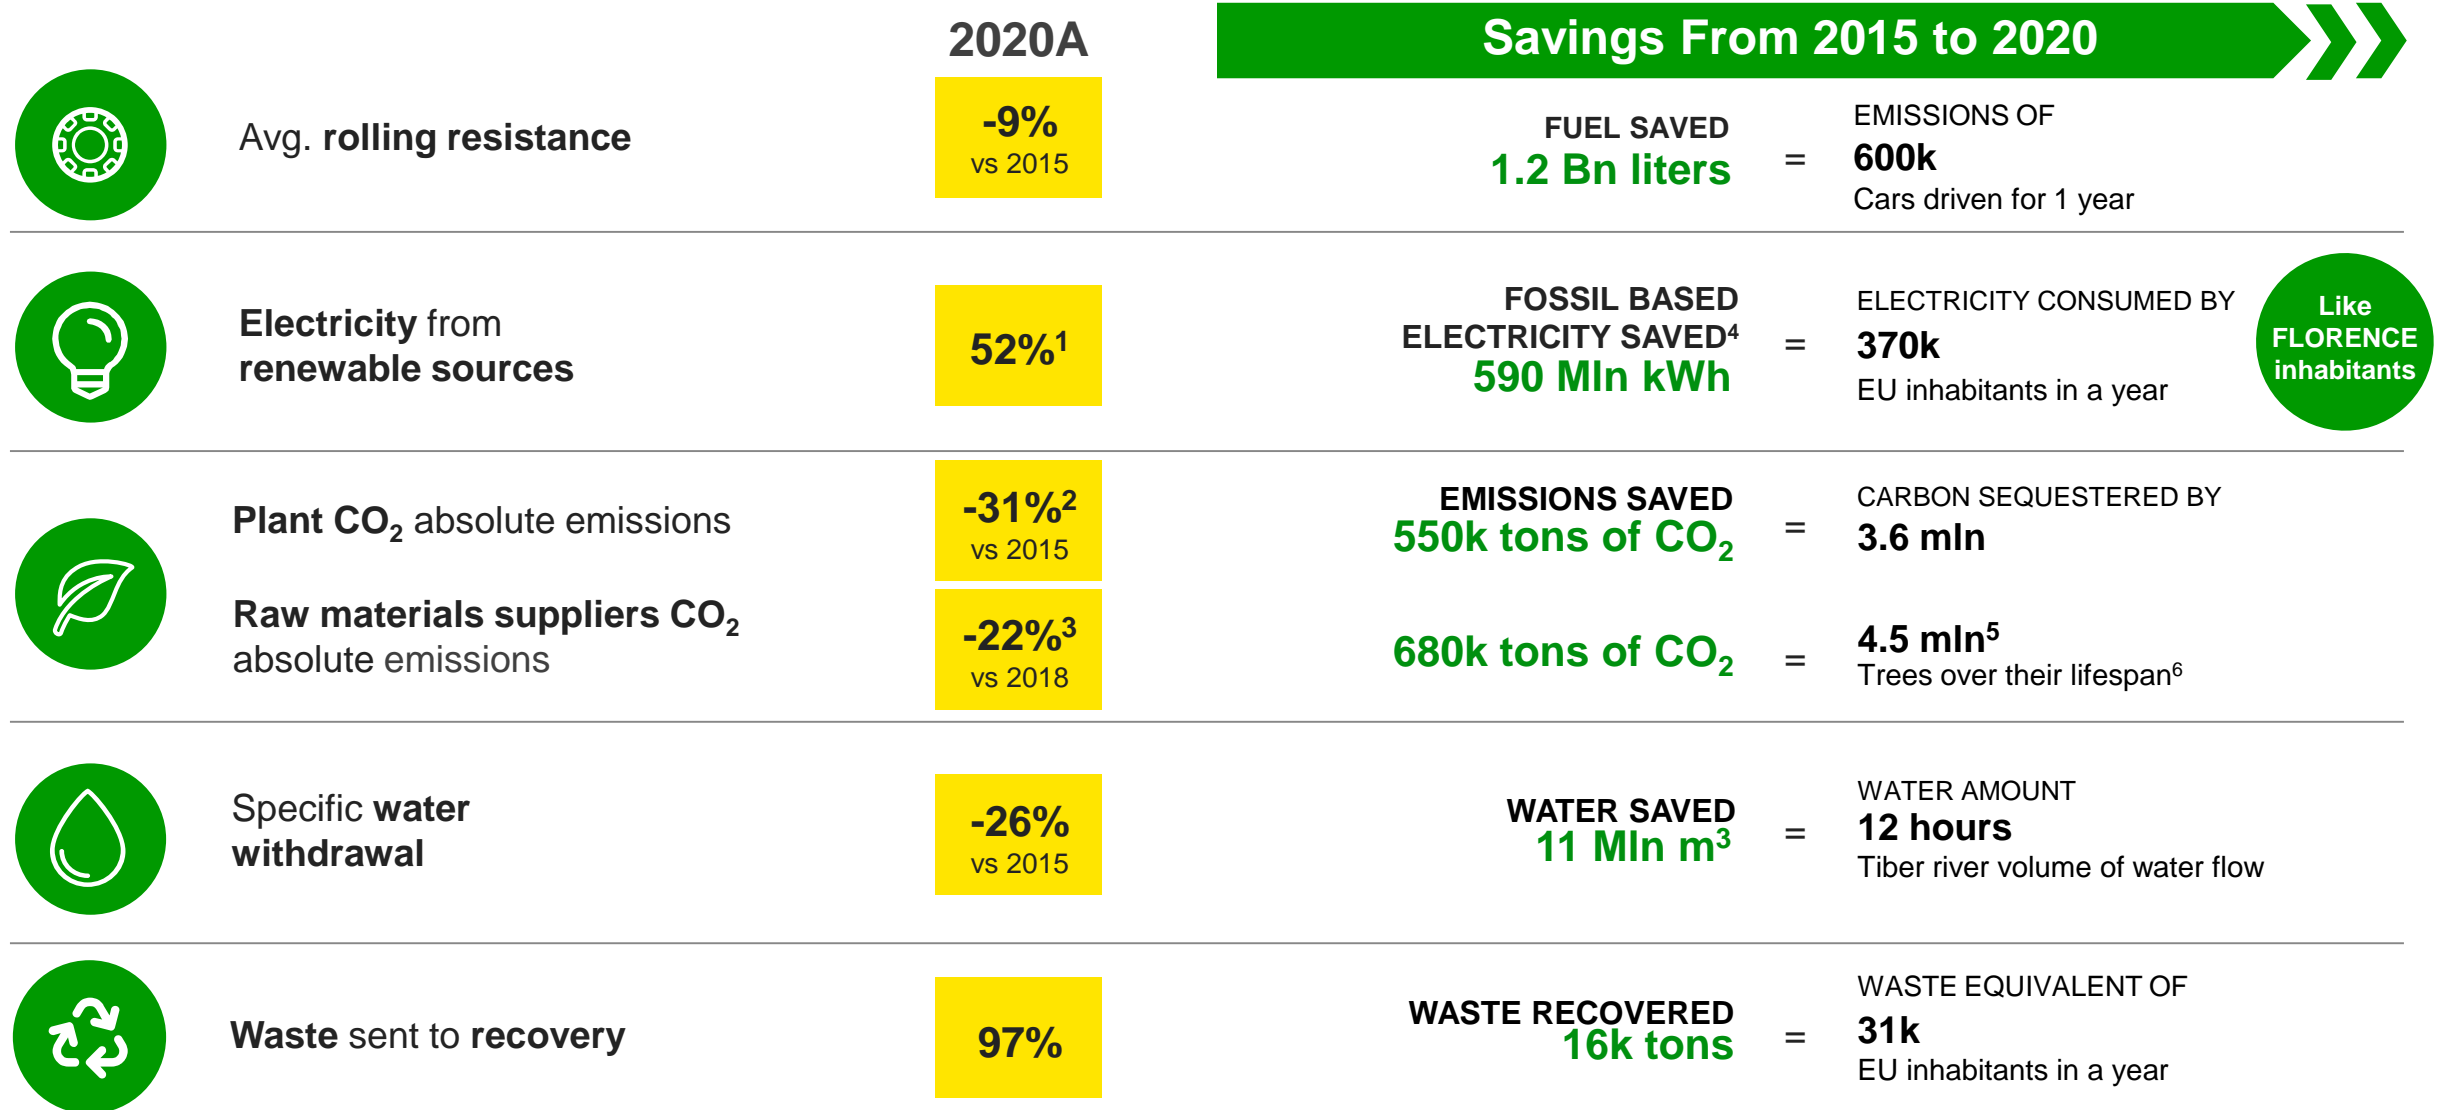 2020A
Savings From 2015 to 2020
Avg. rolling resistance
-9%
vs 2015
FUEL SAVED
1.2 Bn liters
=
EMISSIONS OF
600k
Cars driven for 1 year
Electricity from
renewable sources
52%¹
FOSSIL BASED
ELECTRICITY SAVED⁴
590 Mln kWh
=
ELECTRICITY CONSUMED BY
370k
EU inhabitants in a year
Like
FLORENCE
inhabitants
Plant CO₂ absolute emissions
-31%²
vs 2015
EMISSIONS SAVED
550k tons of CO₂
=
CARBON SEQUESTERED BY
3.6 mln
Raw materials suppliers CO₂
absolute emissions
-22%³
vs 2018
680k tons of CO₂
=
4.5 mln⁵
Trees over their lifespan⁶
Specific water
withdrawal
-26%
vs 2015
WATER SAVED
11 Mln m³
=
WATER AMOUNT
12 hours
Tiber river volume of water flow
Waste sent to recovery
97%
WASTE RECOVERED
16k tons
=
WASTE EQUIVALENT OF
31k
EU inhabitants in a year